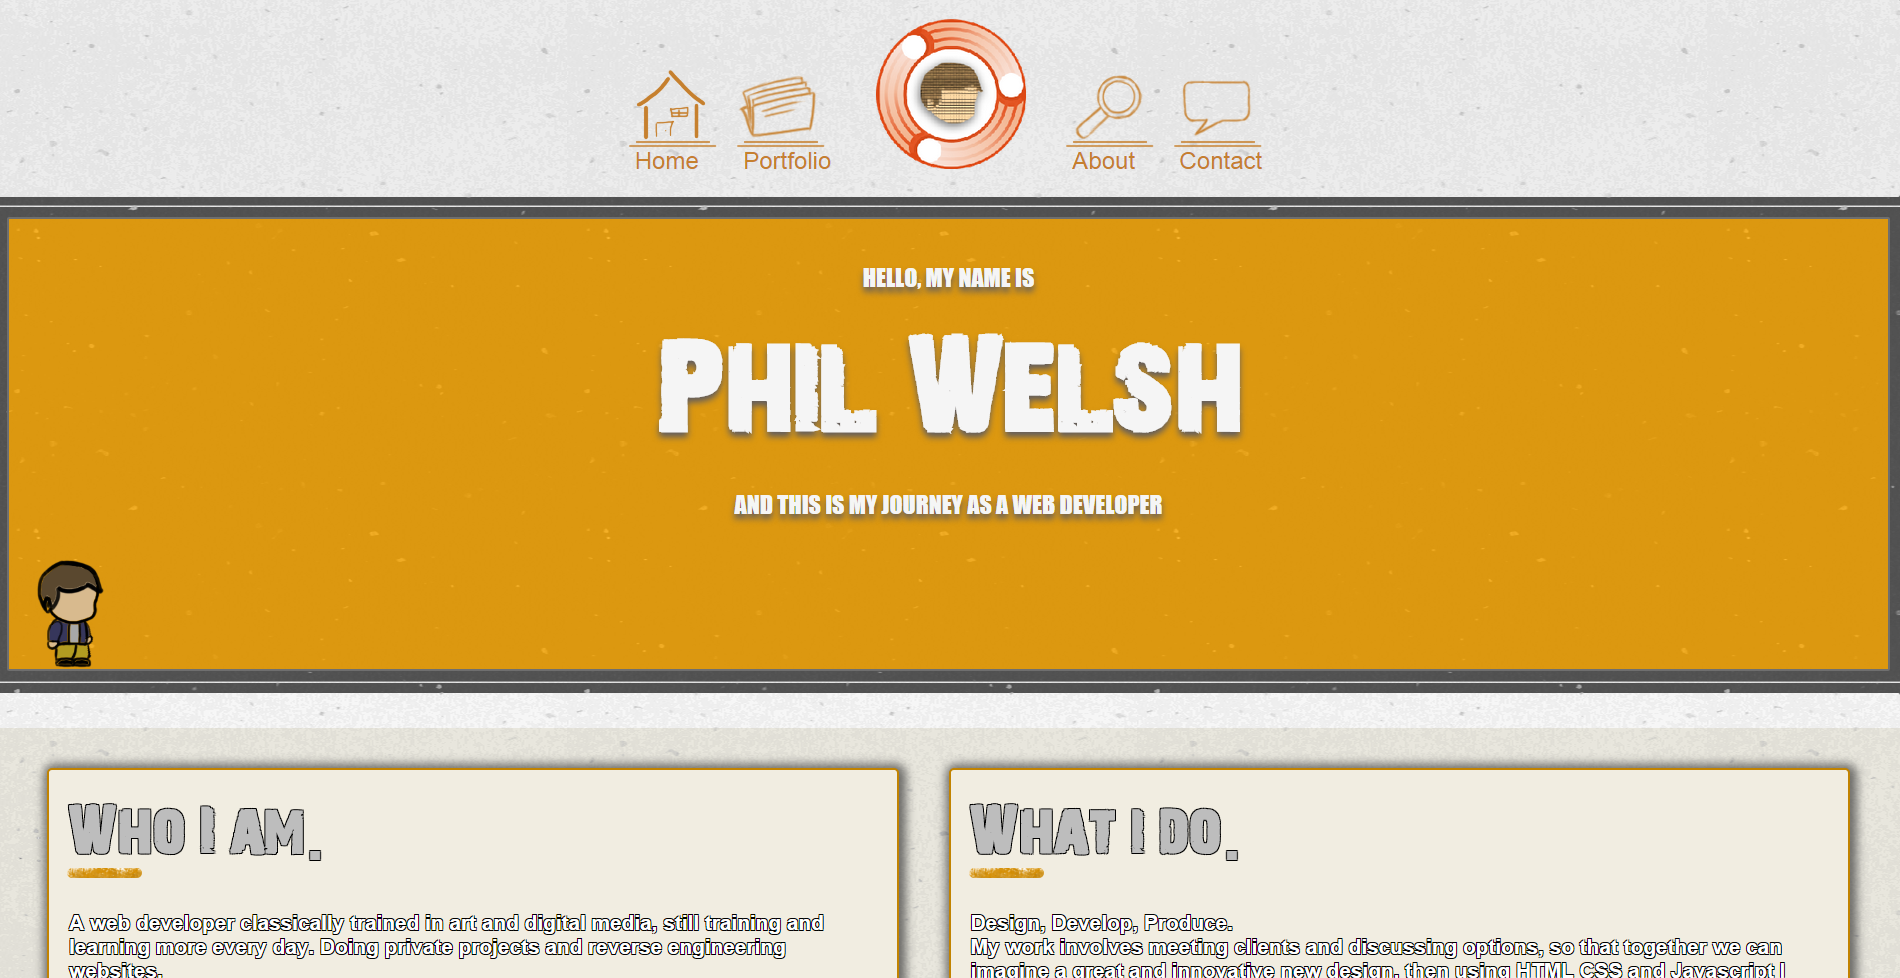 Home
Portfolio
About
Contact
HELLO, MY NAME IS
PHIL WELSH
AND THIS IS MY JOURNEY AS A WEB DEVELOPER
WHO I AM.
A web developer classically trained in art and digital media, still training and
learning more every day. Doing private projects and reverse engineering
websites.
WHAT I DO.
Design, Develop, Produce.
My work involves meeting clients and discussing options, so that together we can
imagine a great and innovative new design, then using HTML CSS and Javascript I